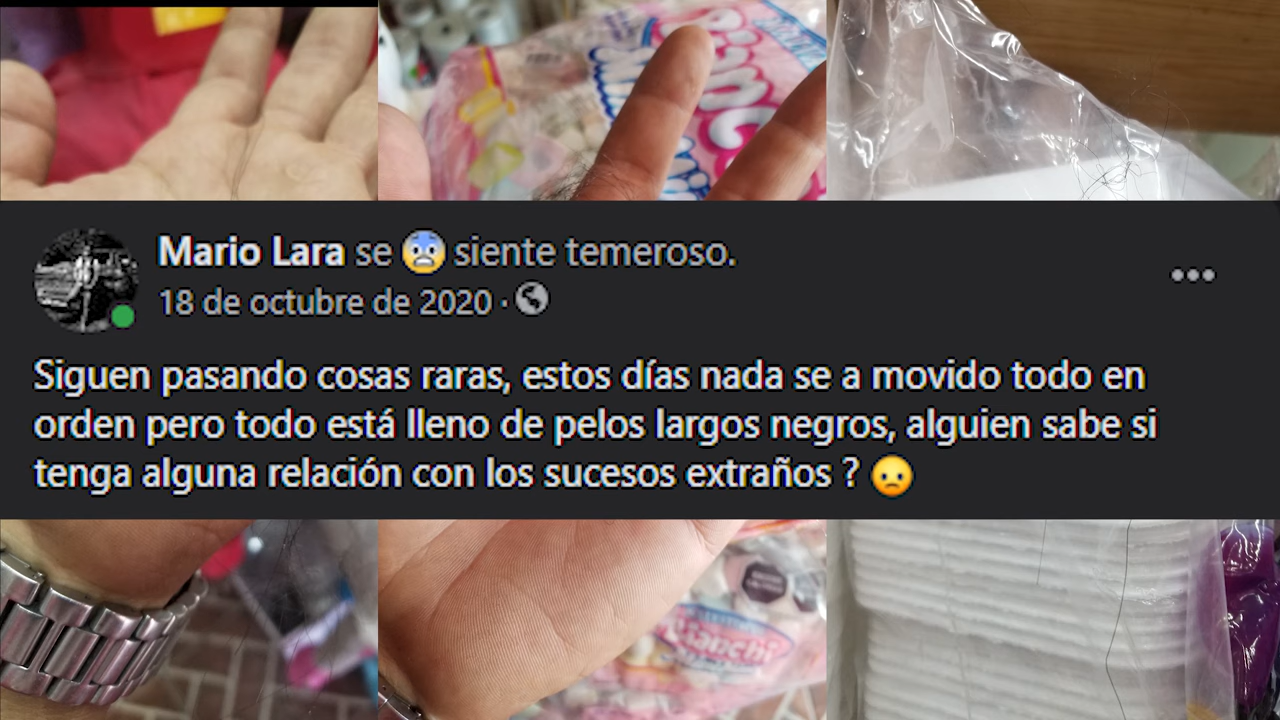 Bianchi
Mario Lara se 😨 siente temeroso.
18 de octubre de 2020 ·
Siguen pasando cosas raras, estos días nada se a movido todo en
orden pero todo está lleno de pelos largos negros, alguien sabe si
tenga alguna relación con los sucesos extraños ? 😞
Bianchi